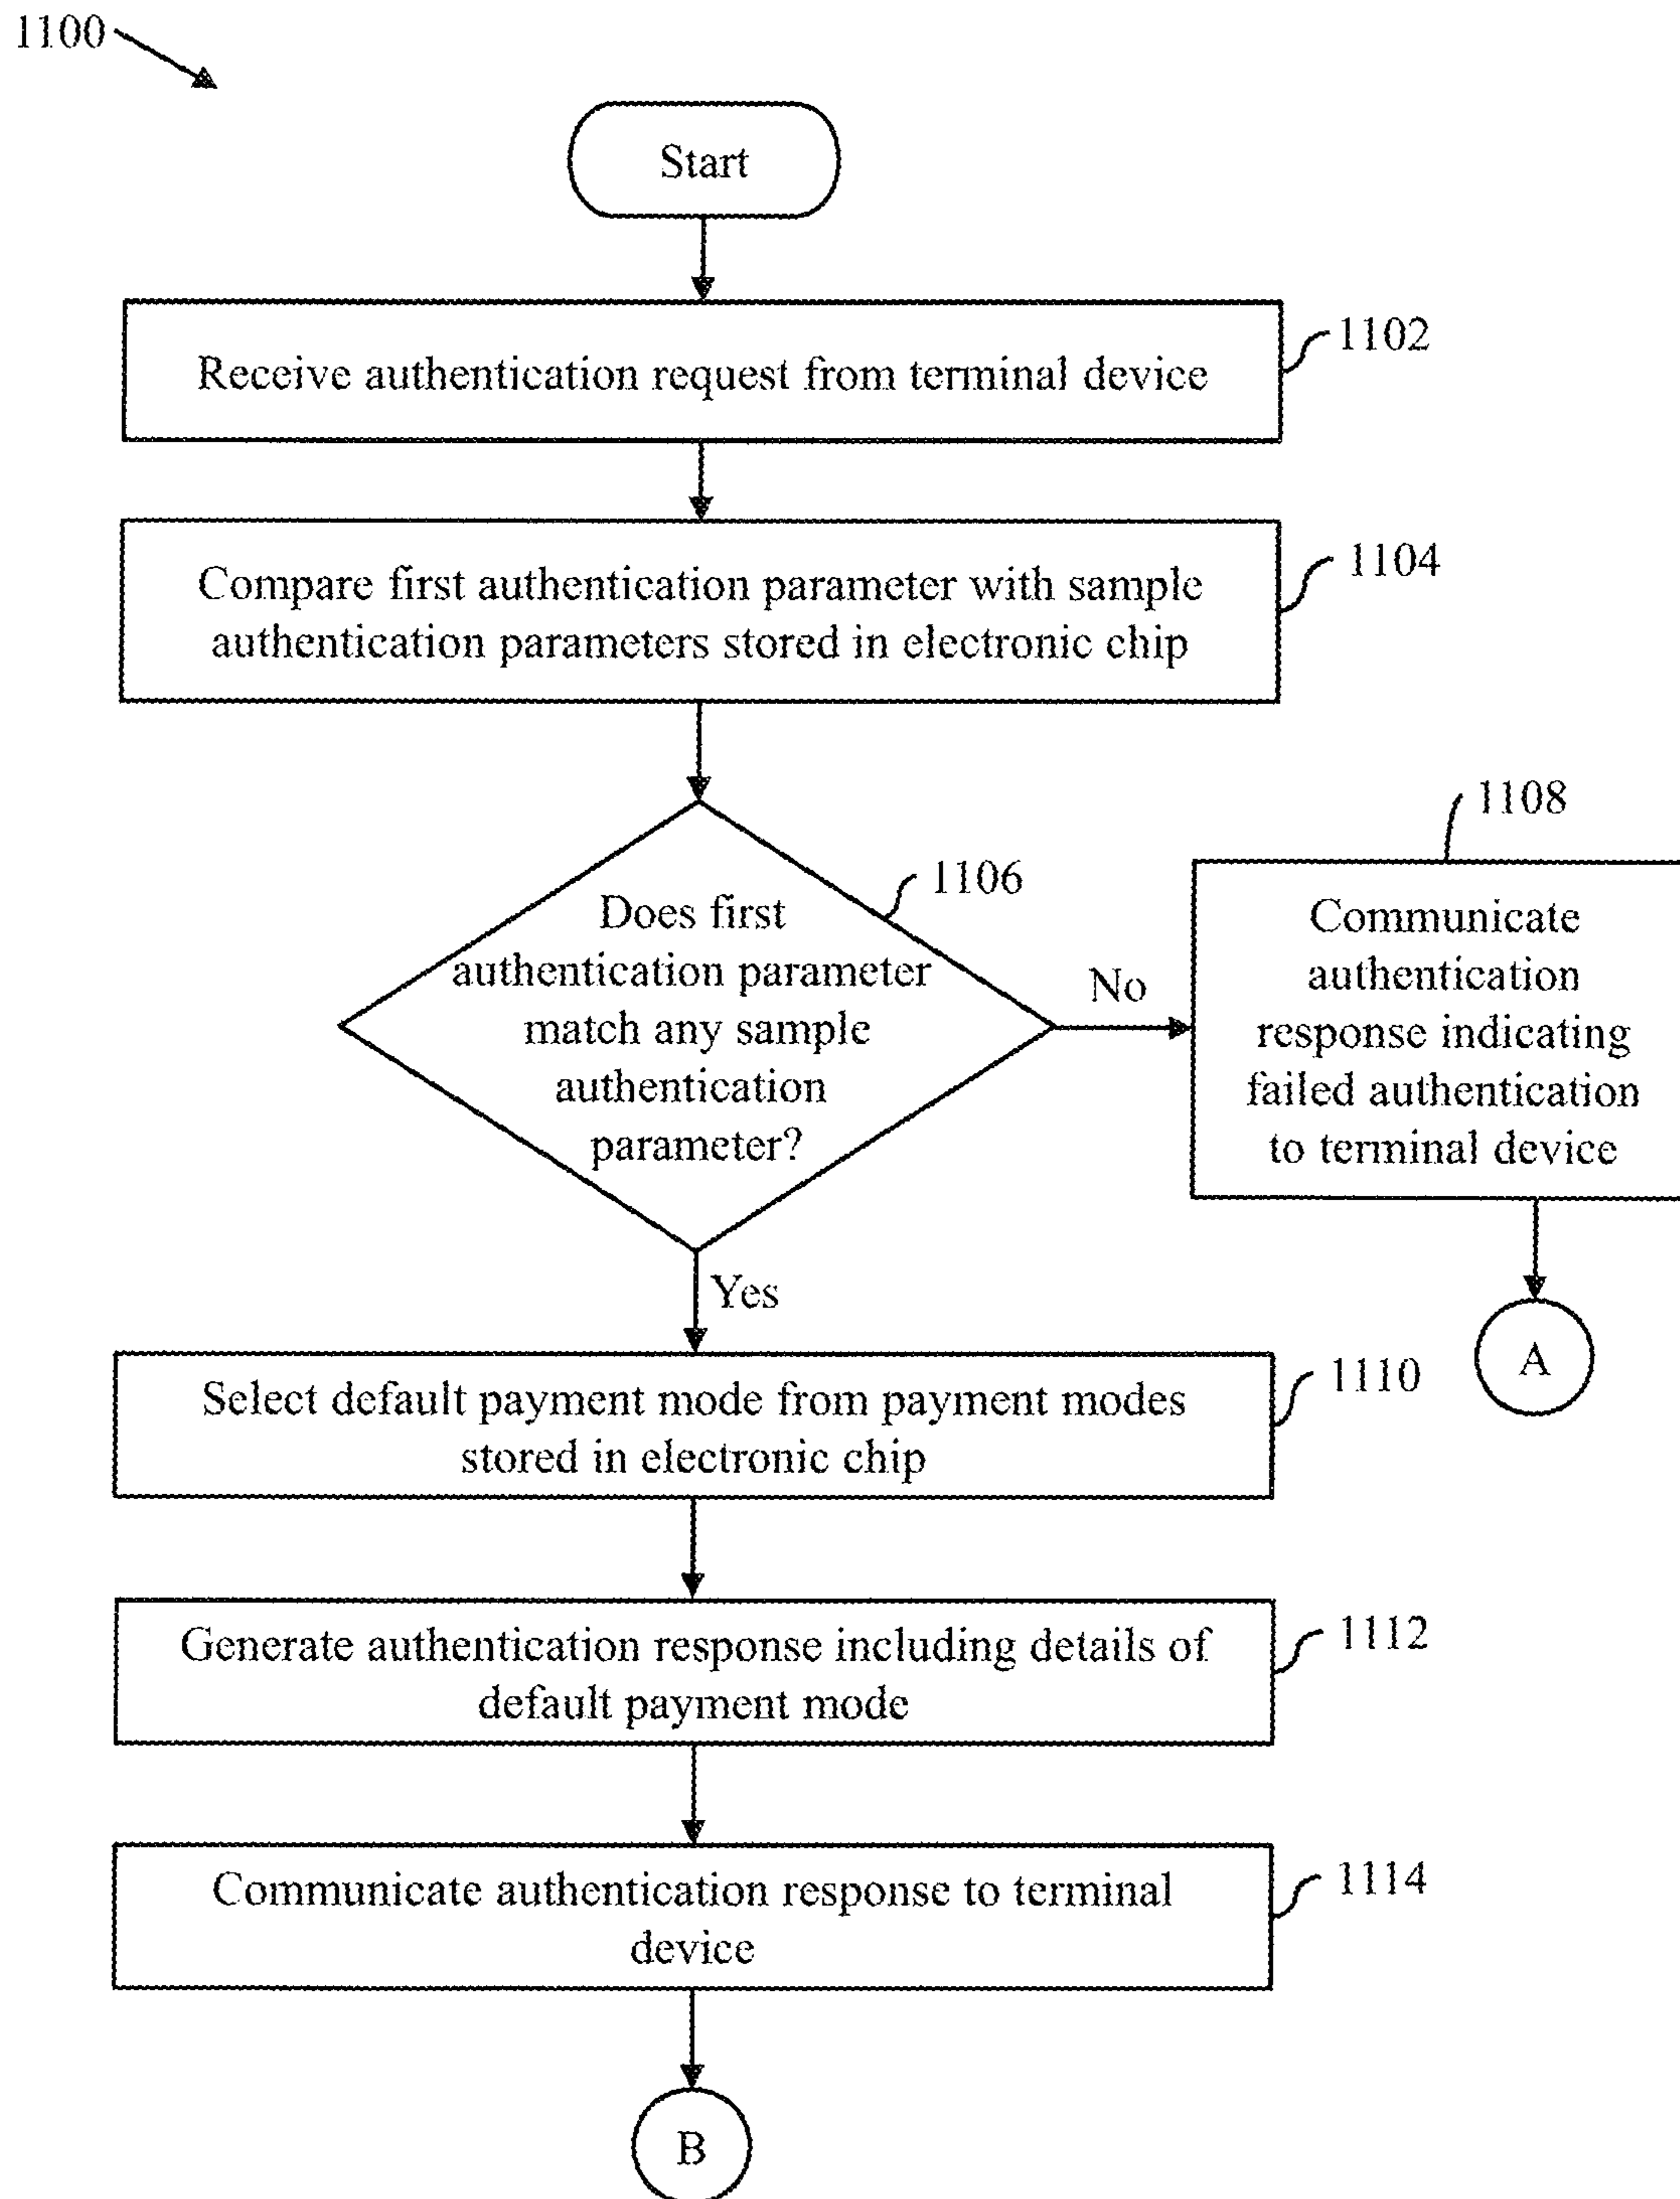 1100
Start
Receive authentication request from terminal device
1102
Compare first authentication parameter with sample
authentication parameters stored in electronic chip
1104
Does first
authentication parameter
match any sample
authentication
parameter?
1106
No
1108
Communicate
authentication
response indicating
failed authentication
to terminal device
A
Yes
Select default payment mode from payment modes
stored in electronic chip
1110
Generate authentication response including details of
default payment mode
1112
Communicate authentication response to terminal
device
1114
B